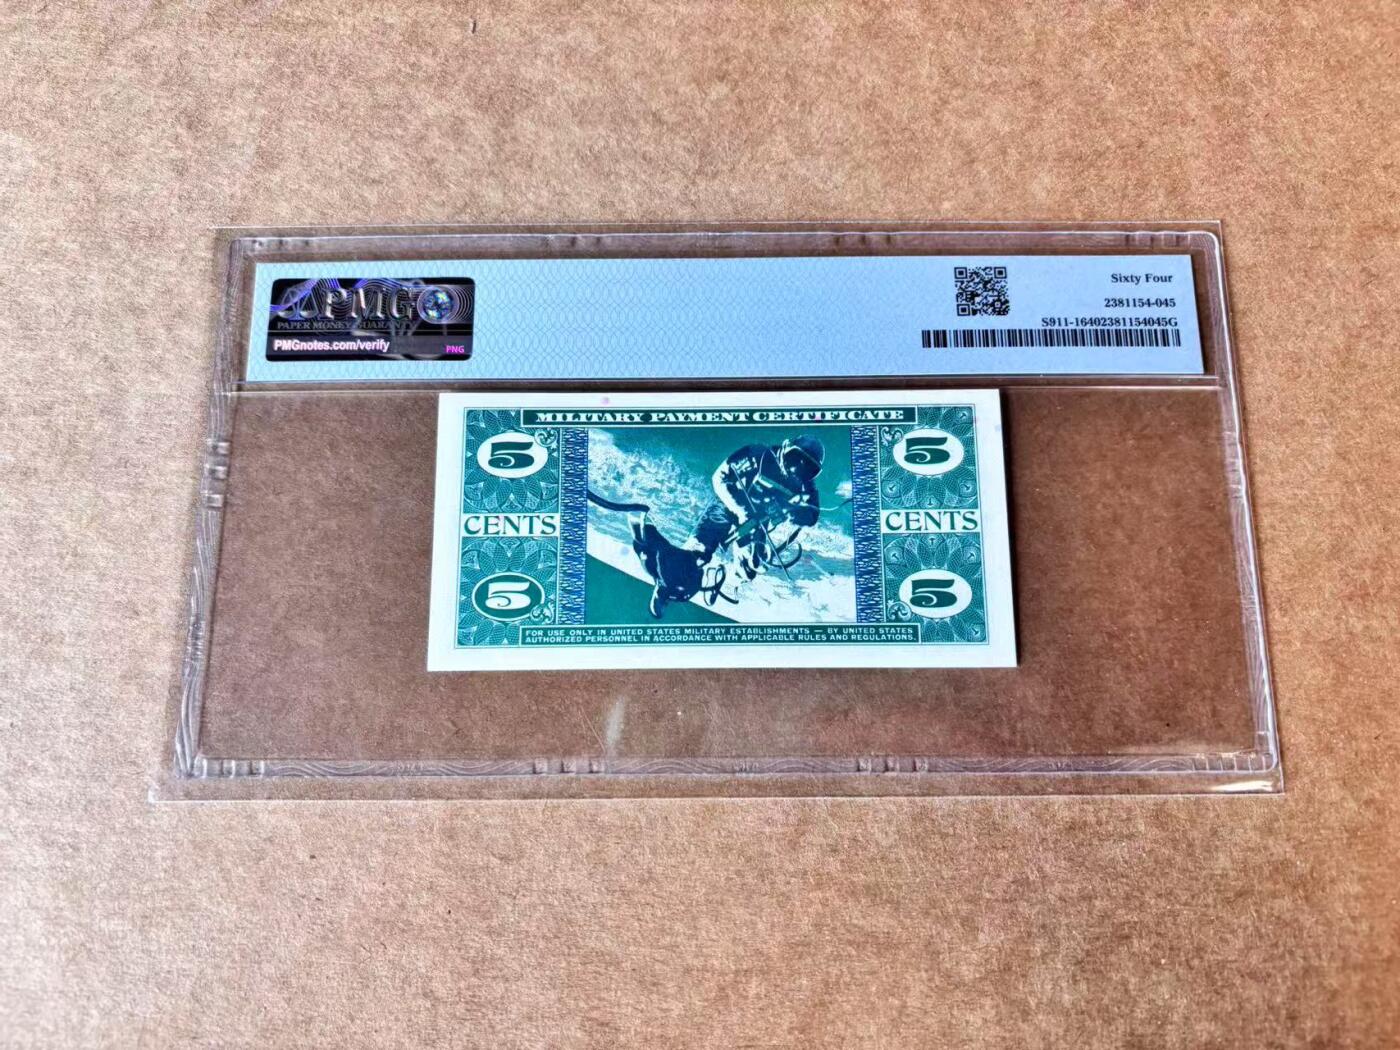 PMG
PAPER MONEY GUARANTY
PMGnotes.com/verify
PNG
Sixty Four
2381154-045
S911-16402381154045G
MILITARY PAYMENT CERTIFICATE
5
5
CENTS
CENTS
5
5
FOR USE ONLY IN UNITED STATES MILITARY ESTABLISHMENTS — BY UNITED STATES
AUTHORIZED PERSONNEL IN ACCORDANCE WITH APPLICABLE RULES AND REGULATIONS.